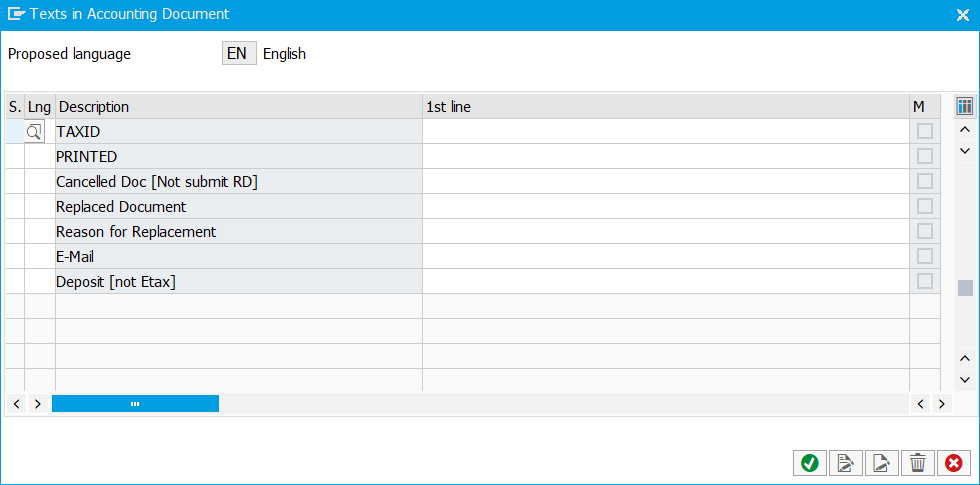 Texts in Accounting Document
Proposed language EN English
S. Lng Description 1st line M
TAXID
PRINTED
Cancelled Doc [Not submit RD]
Replaced Document
Reason for Replacement
E-Mail
Deposit [not Etax]